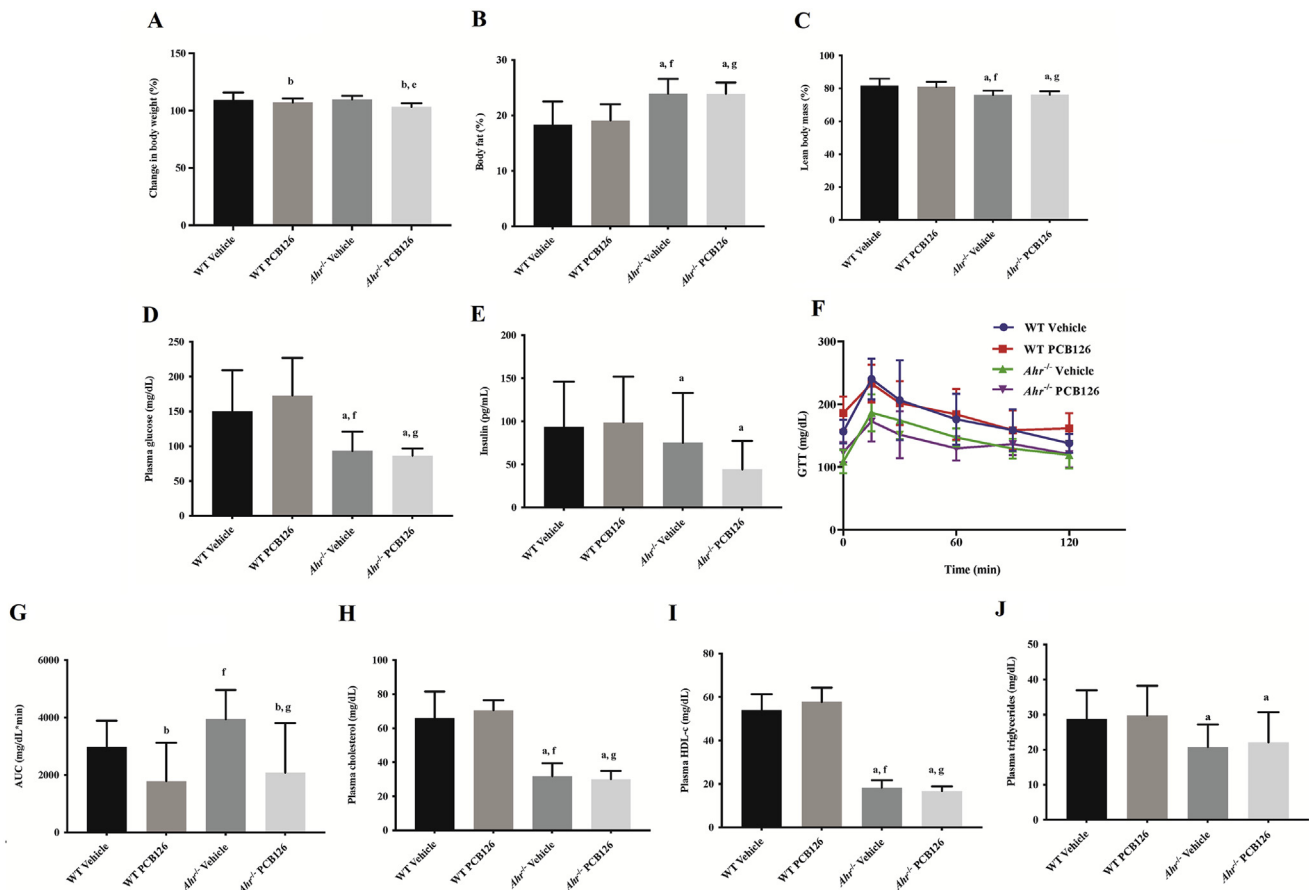 A
Change in body weight (%)
150
100
50
0
b
b, e
WT Vehicle
WT PCB126
Ahr-/- Vehicle
Ahr-/- PCB126
B
Body fat (%)
30
20
10
0
a, f
a, g
WT Vehicle
WT PCB126
Ahr-/- Vehicle
Ahr-/- PCB126
C
Lean body mass (%)
100
80
60
40
20
0
a, f
a, g
WT Vehicle
WT PCB126
Ahr-/- Vehicle
Ahr-/- PCB126
D
Plasma glucose (mg/dL)
250
200
150
100
50
0
a, f
a, g
WT Vehicle
WT PCB126
Ahr-/- Vehicle
Ahr-/- PCB126
E
Insulin (pg/mL)
200
150
100
50
0
a
a
WT Vehicle
WT PCB126
Ahr-/- Vehicle
Ahr-/- PCB126
F
WT Vehicle
WT PCB126
Ahr-/- Vehicle
Ahr-/- PCB126
GTT (mg/dL)
300
200
100
0
0
60
120
Time (min)
G
AUC (mg/dL*min)
6000
4000
2000
0
b
f
b, g
WT Vehicle
WT PCB126
Ahr-/- Vehicle
Ahr-/- PCB126
H
Plasma cholesterol (mg/dL)
100
80
60
40
20
0
a, f
a, g
WT Vehicle
WT PCB126
Ahr-/- Vehicle
Ahr-/- PCB126
I
Plasma HDL-c (mg/dL)
80
60
40
20
0
a, f
a, g
WT Vehicle
WT PCB126
Ahr-/- Vehicle
Ahr-/- PCB126
J
Plasma triglycerides (mg/dL)
50
40
30
20
10
0
a
a
WT Vehicle
WT PCB126
Ahr-/- Vehicle
Ahr-/- PCB126